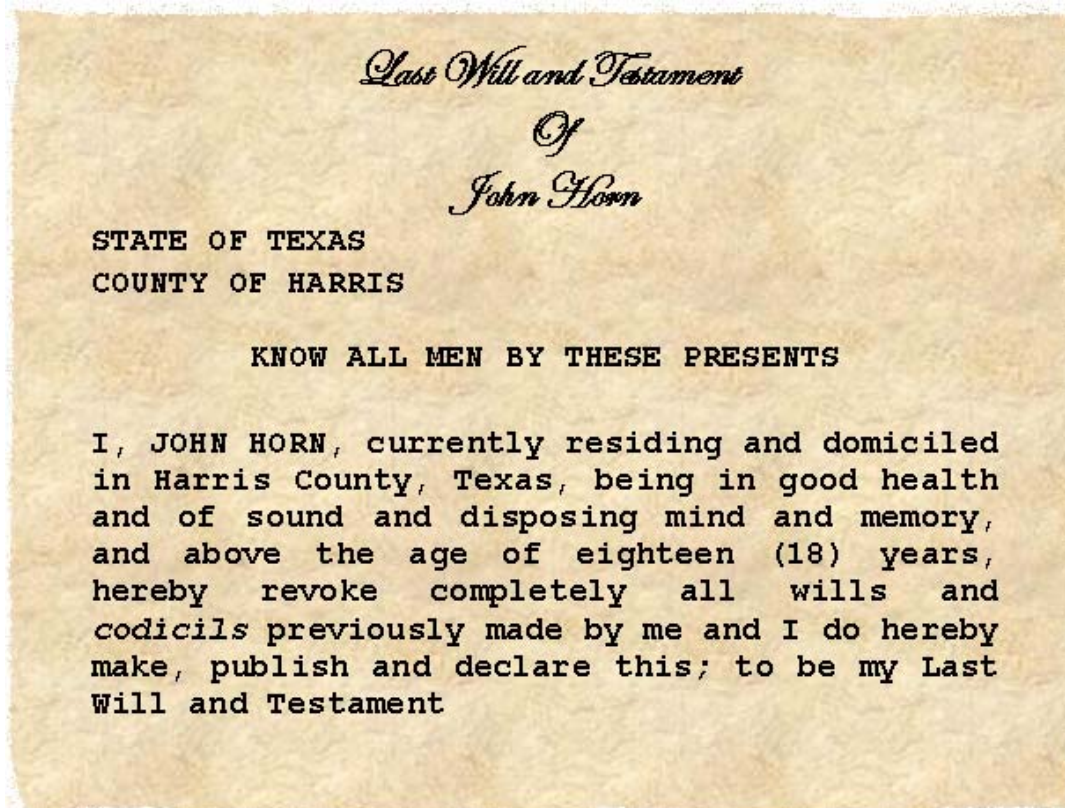 Last Will and Testament
Of
John Horn
STATE OF TEXAS
COUNTY OF HARRIS
KNOW ALL MEN BY THESE PRESENTS
I, JOHN HORN, currently residing and domiciled
in Harris County, Texas, being in good health
and of sound and disposing mind and memory,
and above the age of eighteen (18) years,
hereby revoke completely all wills and
codicils previously made by me and I do hereby
make, publish and declare this; to be my Last
Will and Testament